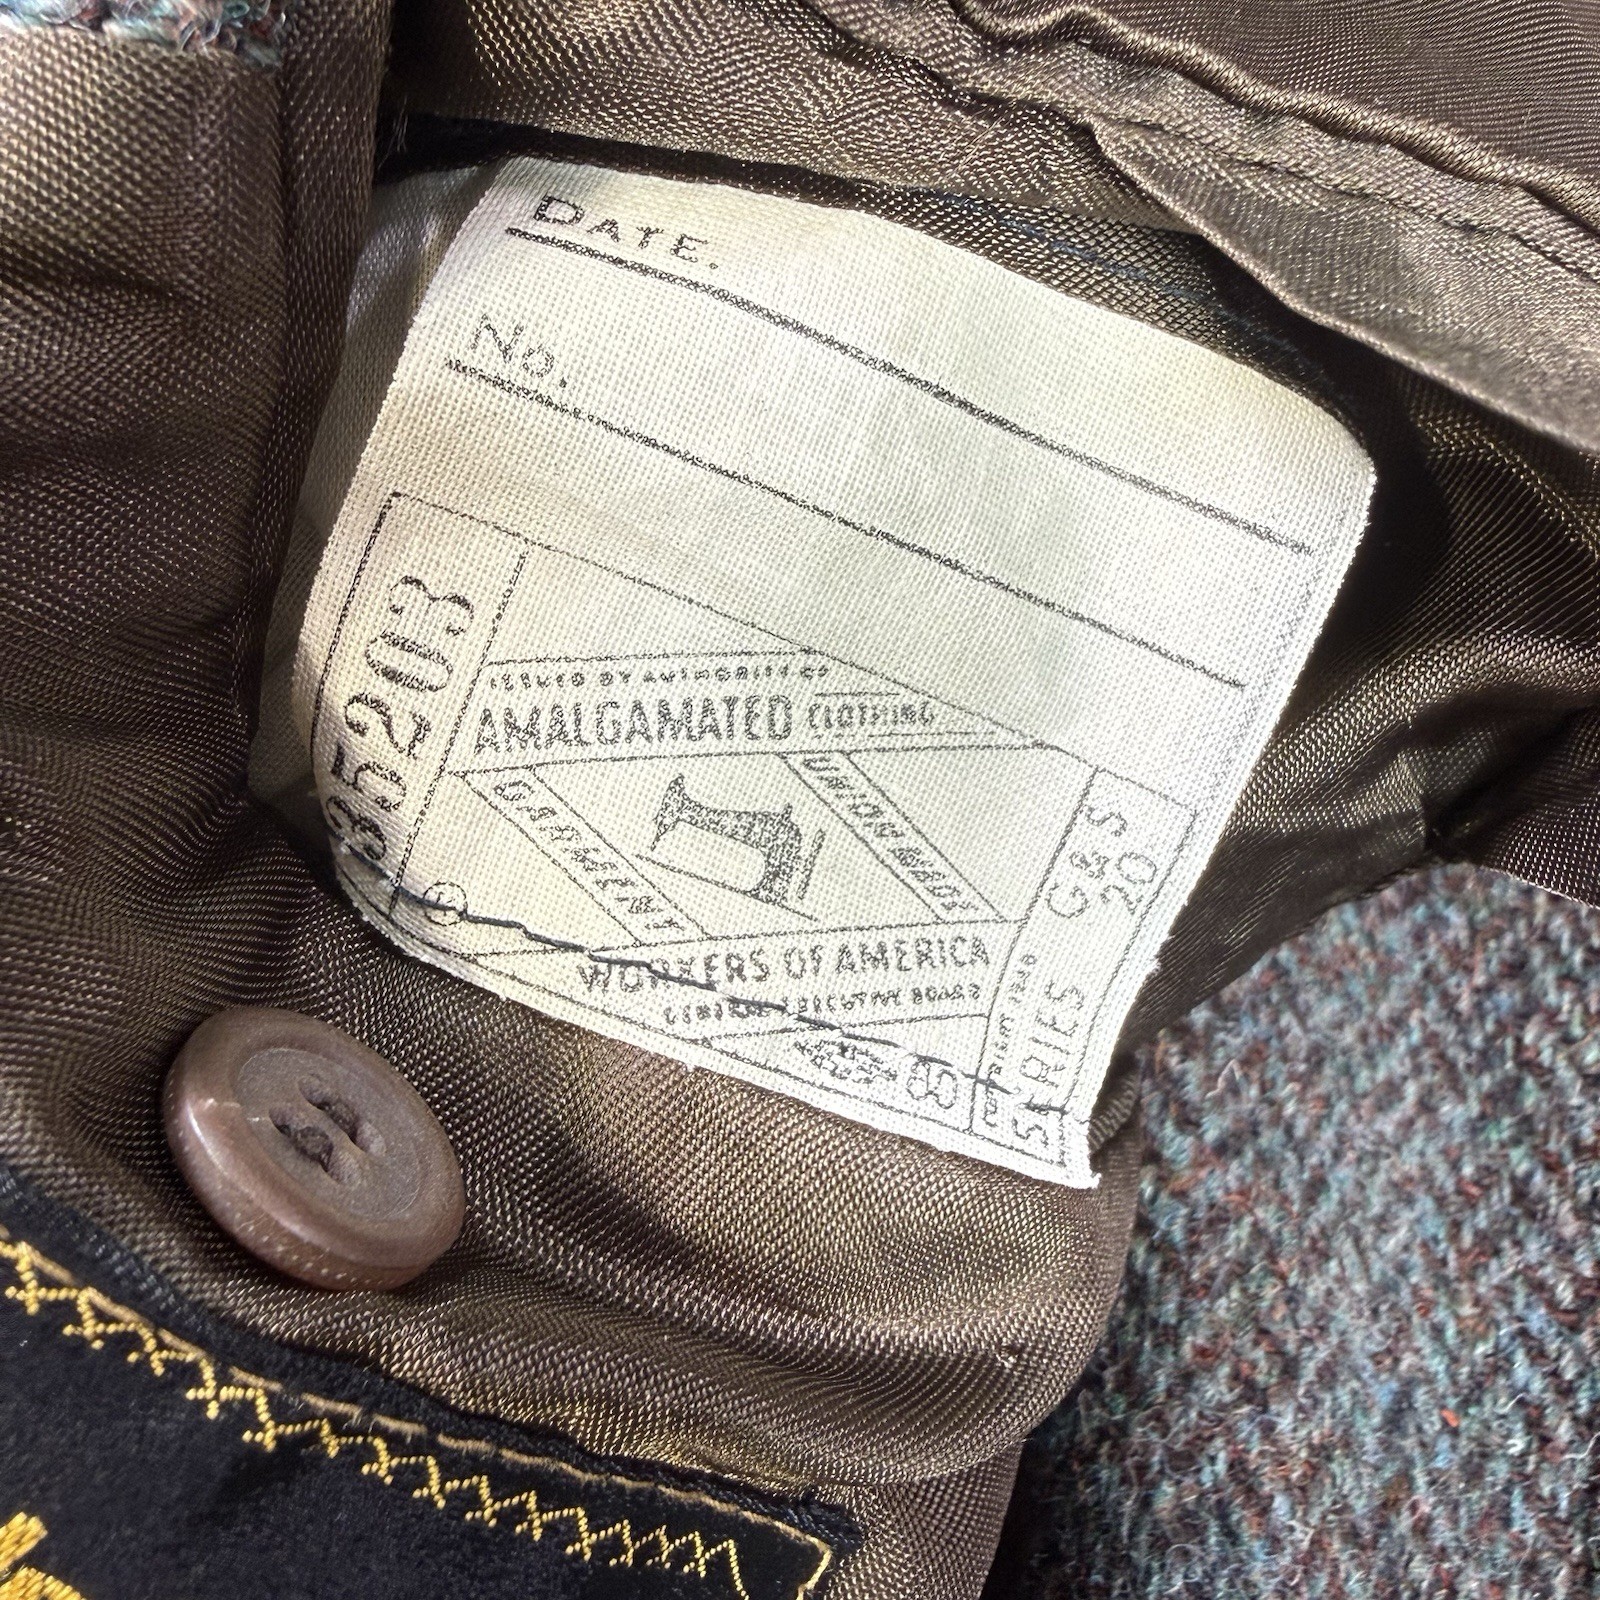 DATE.
No.
335203
ISSUED BY AUTHORITY OF
AMALGAMATED CLOTHING
GARMENT
UNION MADE
WORKERS OF AMERICA
GENERAL EXECUTIVE BOARD
SERIES G&S
20